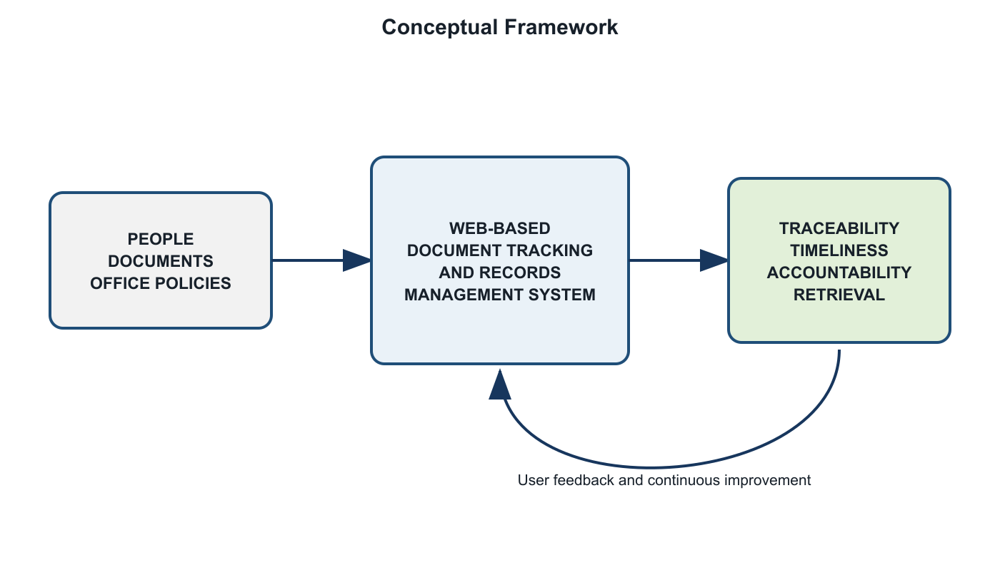 Conceptual Framework
PEOPLE
DOCUMENTS
OFFICE POLICIES
WEB-BASED
DOCUMENT TRACKING
AND RECORDS
MANAGEMENT SYSTEM
TRACEABILITY
TIMELINESS
ACCOUNTABILITY
RETRIEVAL
User feedback and continuous improvement